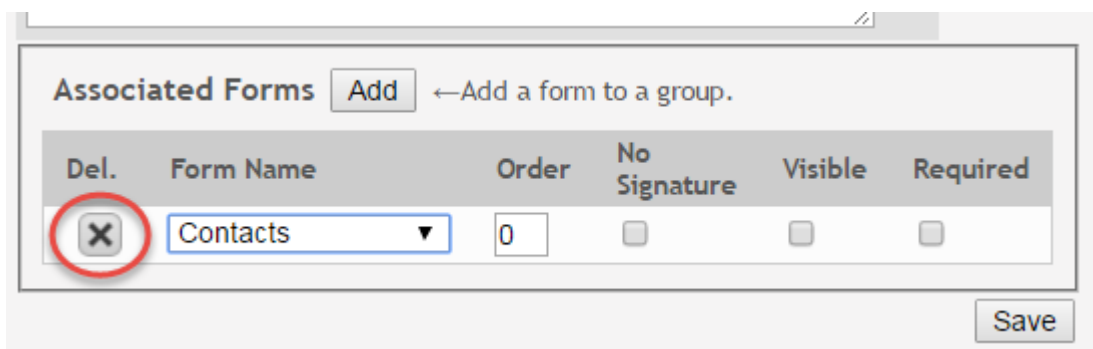 Associated Forms Add ←Add a form to a group.
Del. Form Name Order No Signature Visible Required
Contacts 0
Save